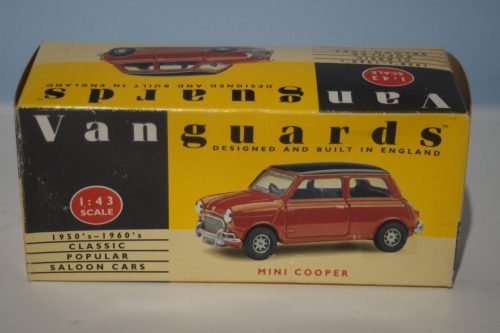 DESIGNED AND BUILT IN ENGLAND
Vanguards
1:43
SCALE
Vanguards™
DESIGNED AND BUILT IN ENGLAND
1:43
SCALE
1950's–1960's
CLASSIC
POPULAR
SALOON CARS
MINI COOPER